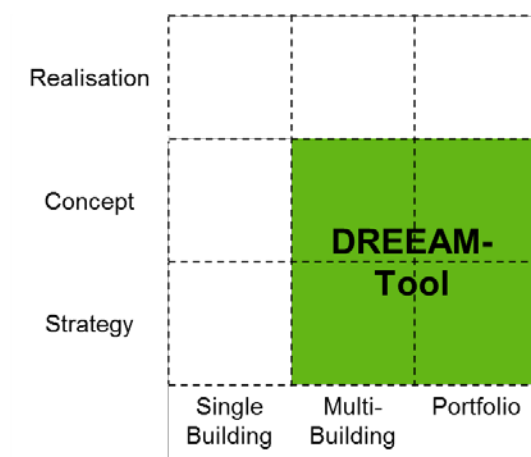 Realisation
Concept
DREEAM-
Tool
Strategy
Single
Building
Multi-
Building
Portfolio